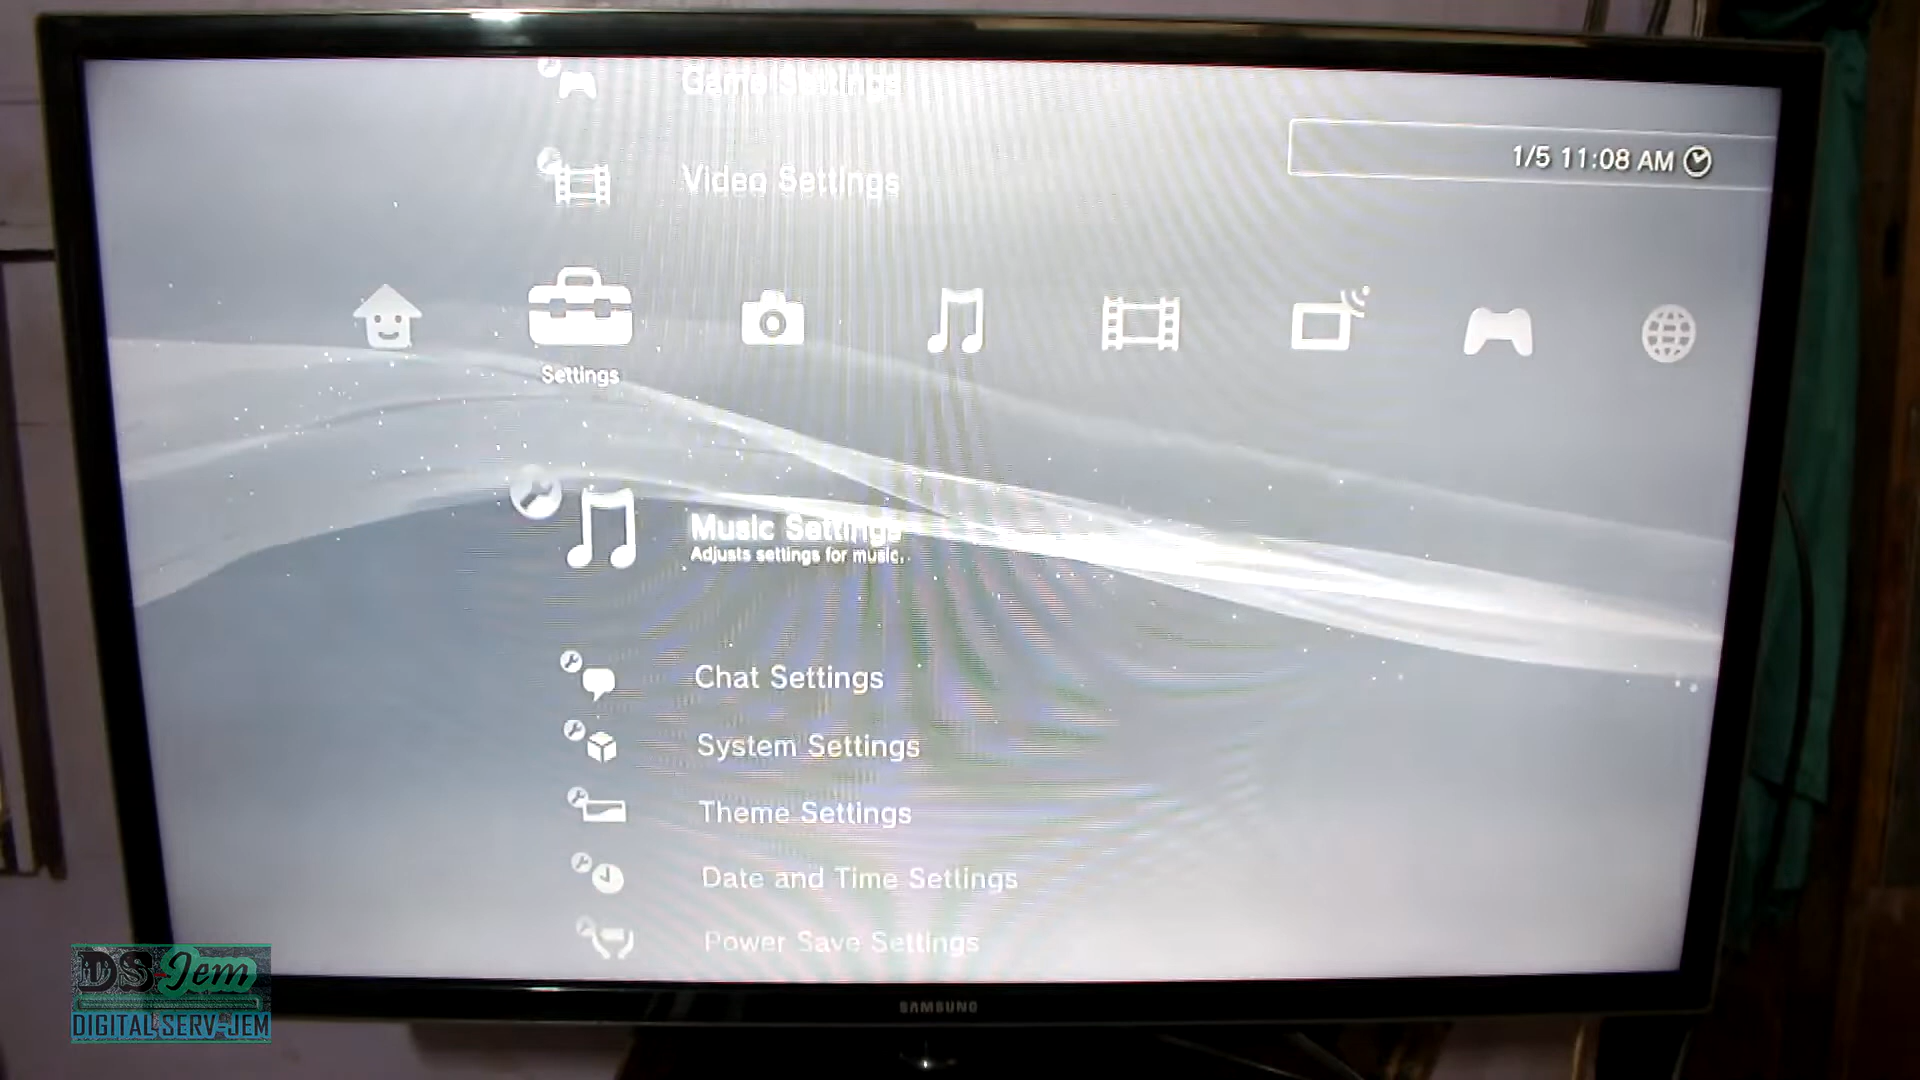 Game Settings
1/5 11:08 AM
Video Settings
Settings
Music Settings
Adjusts settings for music.
Chat Settings
System Settings
Theme Settings
Date and Time Settings
Power Save Settings
SAMSUNG
DS-Jem
DIGITAL SERV-JEM